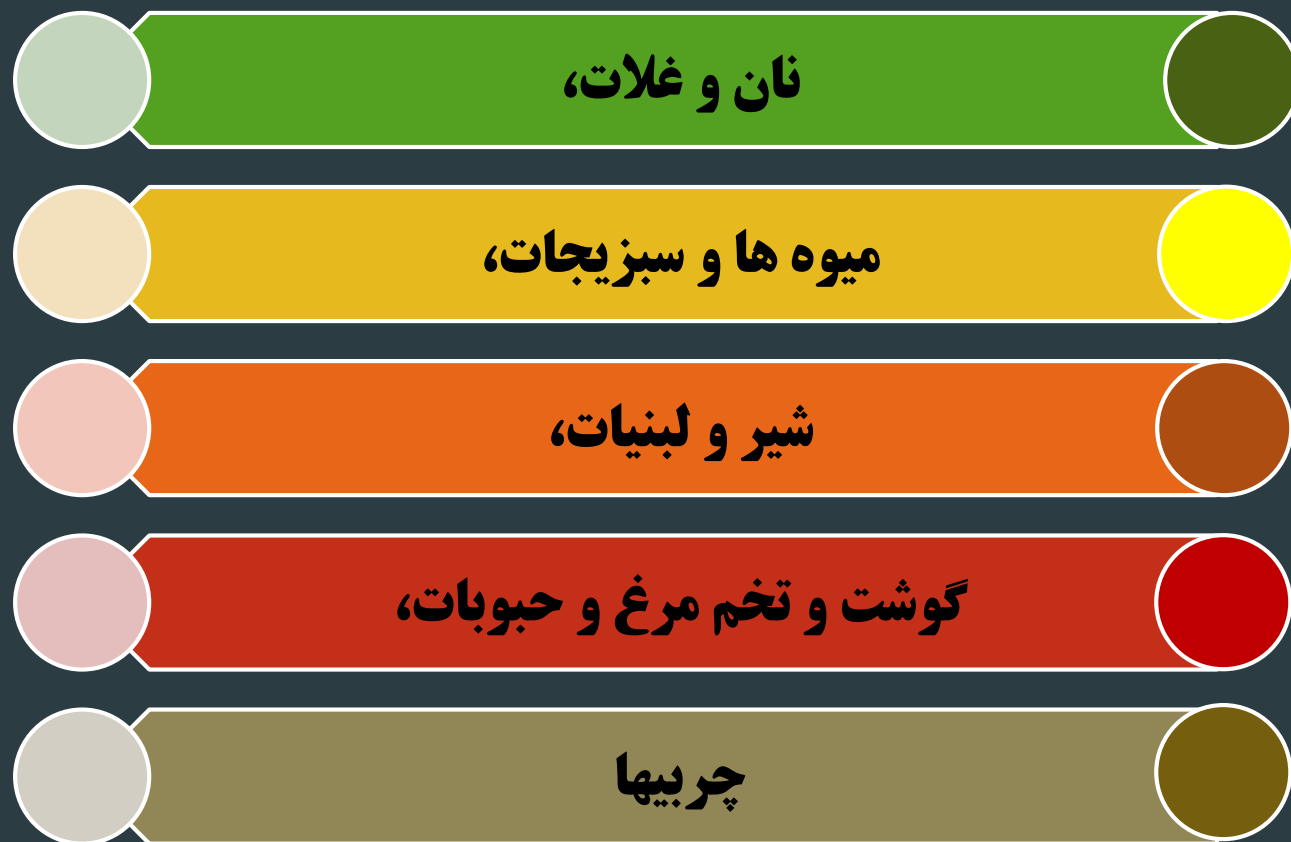 نان و غلات،
میوه ها و سبزیجات،
شیر و لبنیات،
گوشت و تخم مرغ و حبوبات،
چربیها